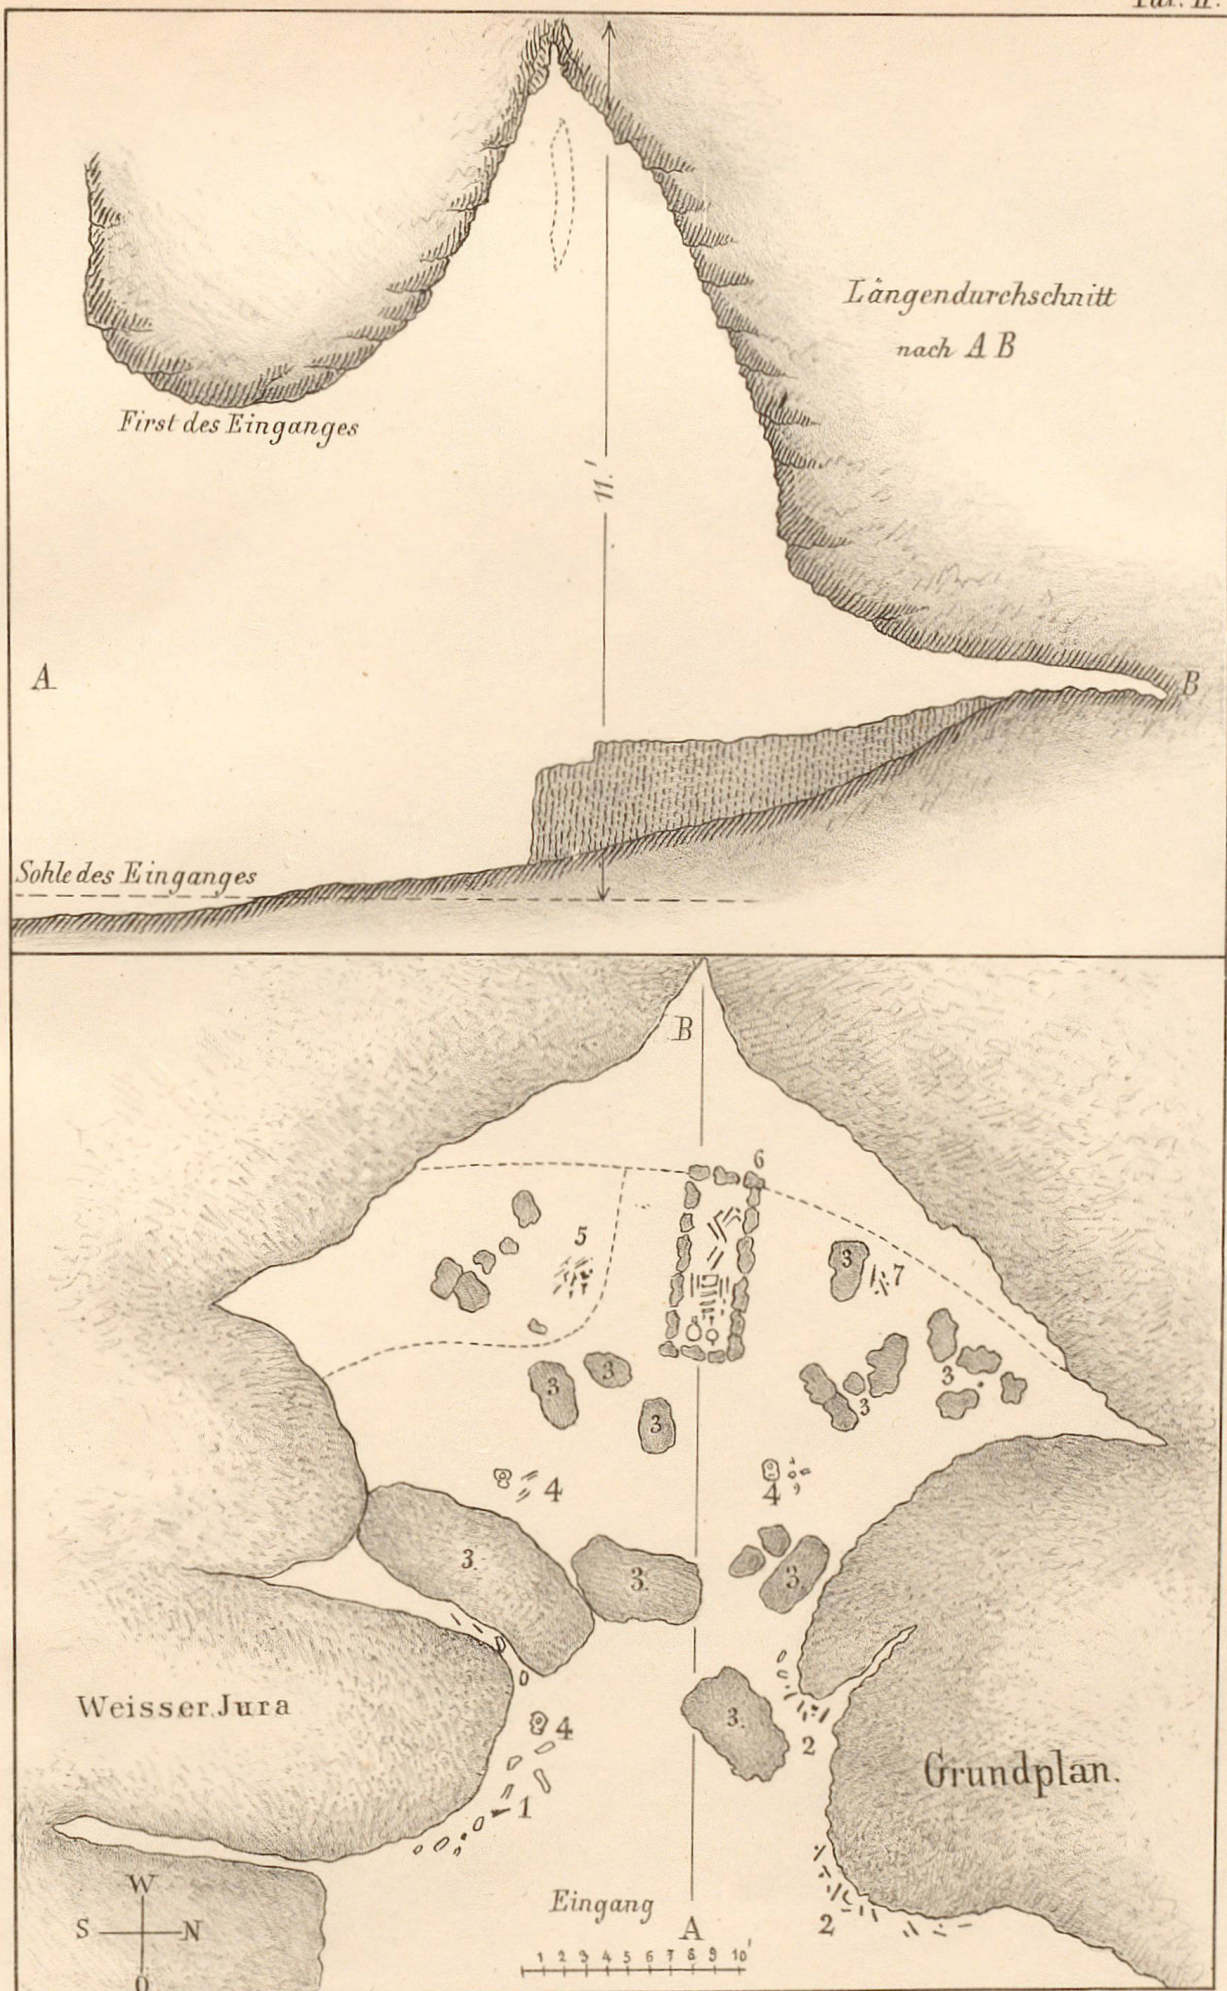 Taf. II.
Längendurchschnitt
nach A B
First des Einganges
11.'
A
B
Sohle des Einganges
B
6
5
3
7
3
3
3
3
3
4
4
3.
3.
3.
Weisser Jura
4
3.
2
Grundplan.
1
W
S N
O
Eingang
A
2
1 2 3 4 5 6 7 8 9 10'